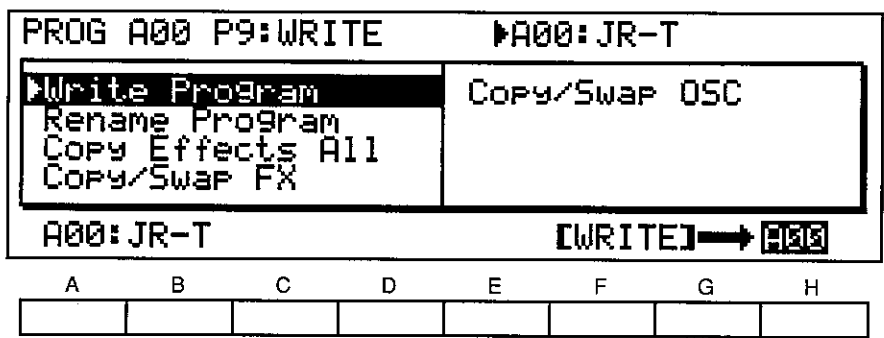 PROG A00 P9:WRITE ▶A00:JR-T
▶Write Program
Rename Program
Copy Effects All
Copy/Swap FX
Copy/Swap OSC
A00:JR-T [WRITE]→A00
A B C D E F G H